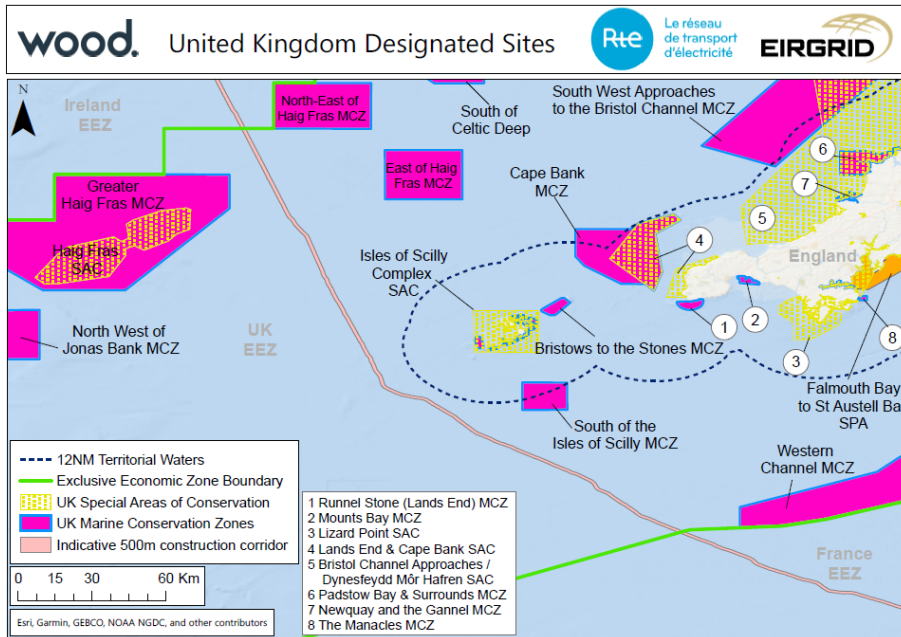 wood.
United Kingdom Designated Sites
Rte
Le réseau
de transport
d'électricité
EIRGRID
N
Ireland
EEZ
North-East of
Haig Fras MCZ
South of
Celtic Deep
South West Approaches
to the Bristol Channel MCZ
6
East of Haig
Fras MCZ
Cape Bank
MCZ
7
Greater
Haig Fras MCZ
5
4
Haig Fras
SAC
England
Isles of Scilly
Complex
SAC
North West of
Jonas Bank MCZ
UK
EEZ
Bristows to the Stones MCZ
1
2
3
8
South of the
Isles of Scilly MCZ
Falmouth Bay
to St Austell Ba
SPA
Western
Channel MCZ
France
EEZ
12NM Territorial Waters
Exclusive Economic Zone Boundary
UK Special Areas of Conservation
UK Marine Conservation Zones
Indicative 500m construction corridor
0 15 30 60 Km
Esri, Garmin, GEBCO, NOAA NGDC, and other contributors
1 Runnel Stone (Lands End) MCZ
2 Mounts Bay MCZ
3 Lizard Point SAC
4 Lands End & Cape Bank SAC
5 Bristol Channel Approaches /
Dynesfeydd Môr Hafren SAC
6 Padstow Bay & Surrounds MCZ
7 Newquay and the Gannel MCZ
8 The Manacles MCZ